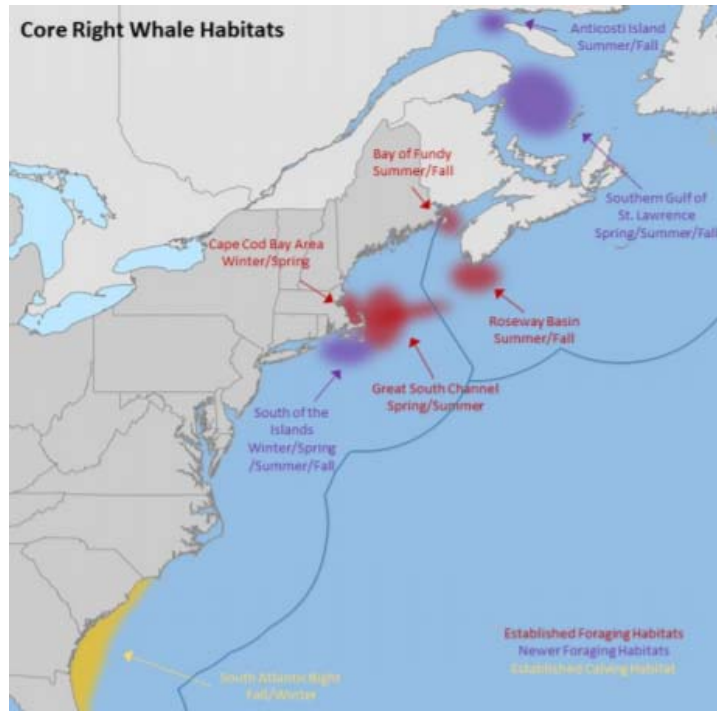 Core Right Whale Habitats
Anticosti Island
Summer/Fall
Bay of Fundy
Summer/Fall
Southern Gulf of
St. Lawrence
Spring/Summer/Fall
Cape Cod Bay Area
Winter/Spring
Roseway Basin
Summer/Fall
Great South Channel
Spring/Summer
South of the
Islands
Winter/Spring
/Summer/Fall
Established Foraging Habitats
Newer Foraging Habitats
Established Calving Habitat
South Atlantic Bight
Fall/Winter